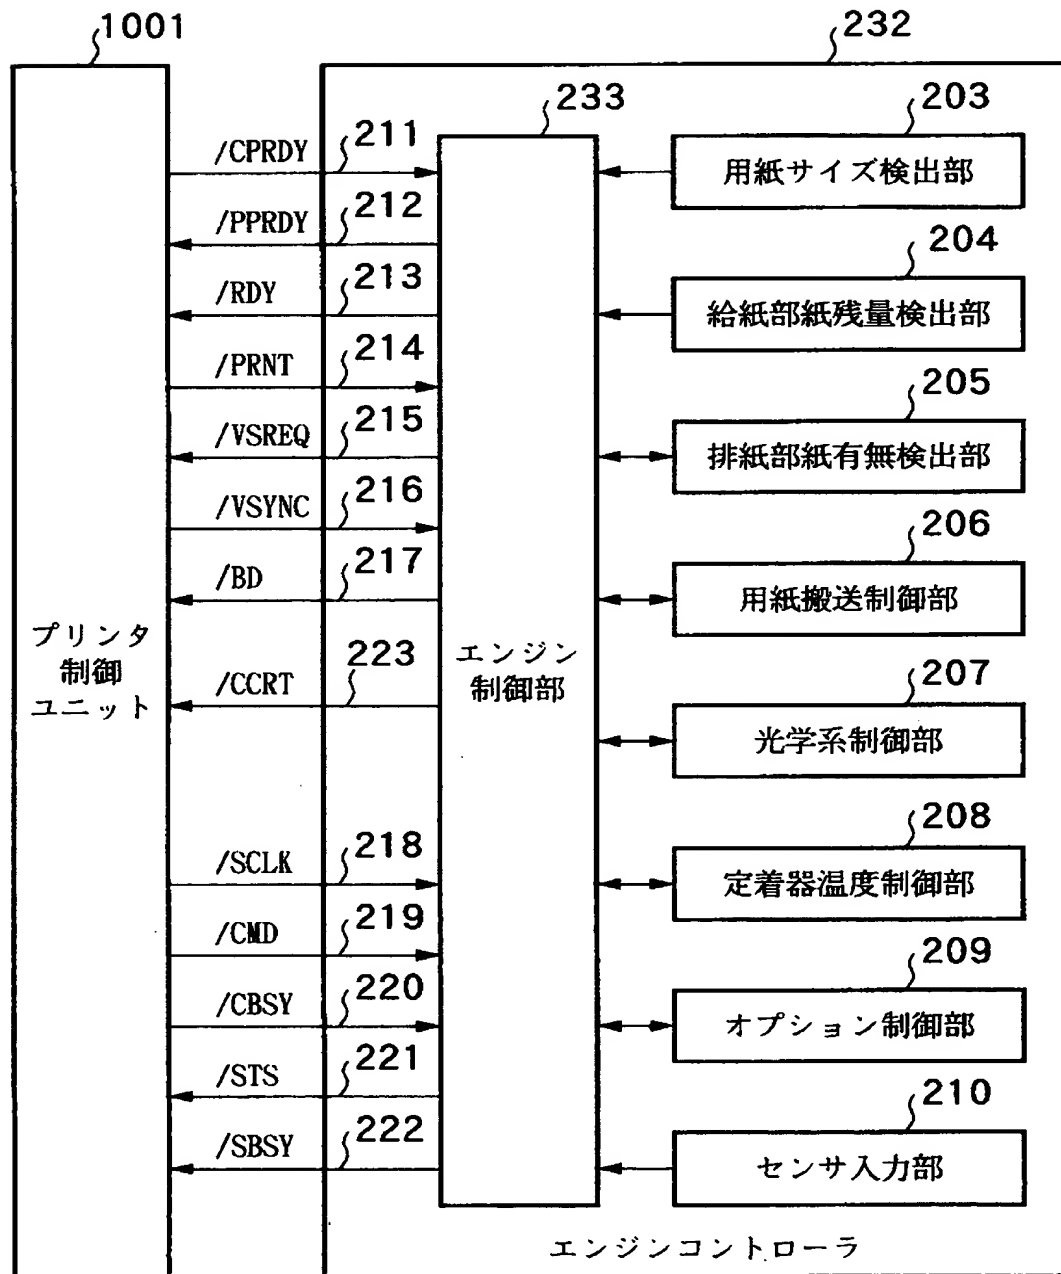 1001
232
233
203
/CPRDY
211
用紙サイズ検出部
/PPRDY
212
204
/RDY
213
給紙部紙残量検出部
/PRNT
214
205
/VSREQ
215
排紙部紙有無検出部
/VSYNC
216
206
/BD
217
用紙搬送制御部
プリンタ
制御
ユニット
エンジン
制御部
/CCRT
223
207
光学系制御部
208
/SCLK
218
定着器温度制御部
/CMD
219
209
/CBSY
220
オプション制御部
/STS
221
210
/SBSY
222
センサ入力部
エンジンコントローラ